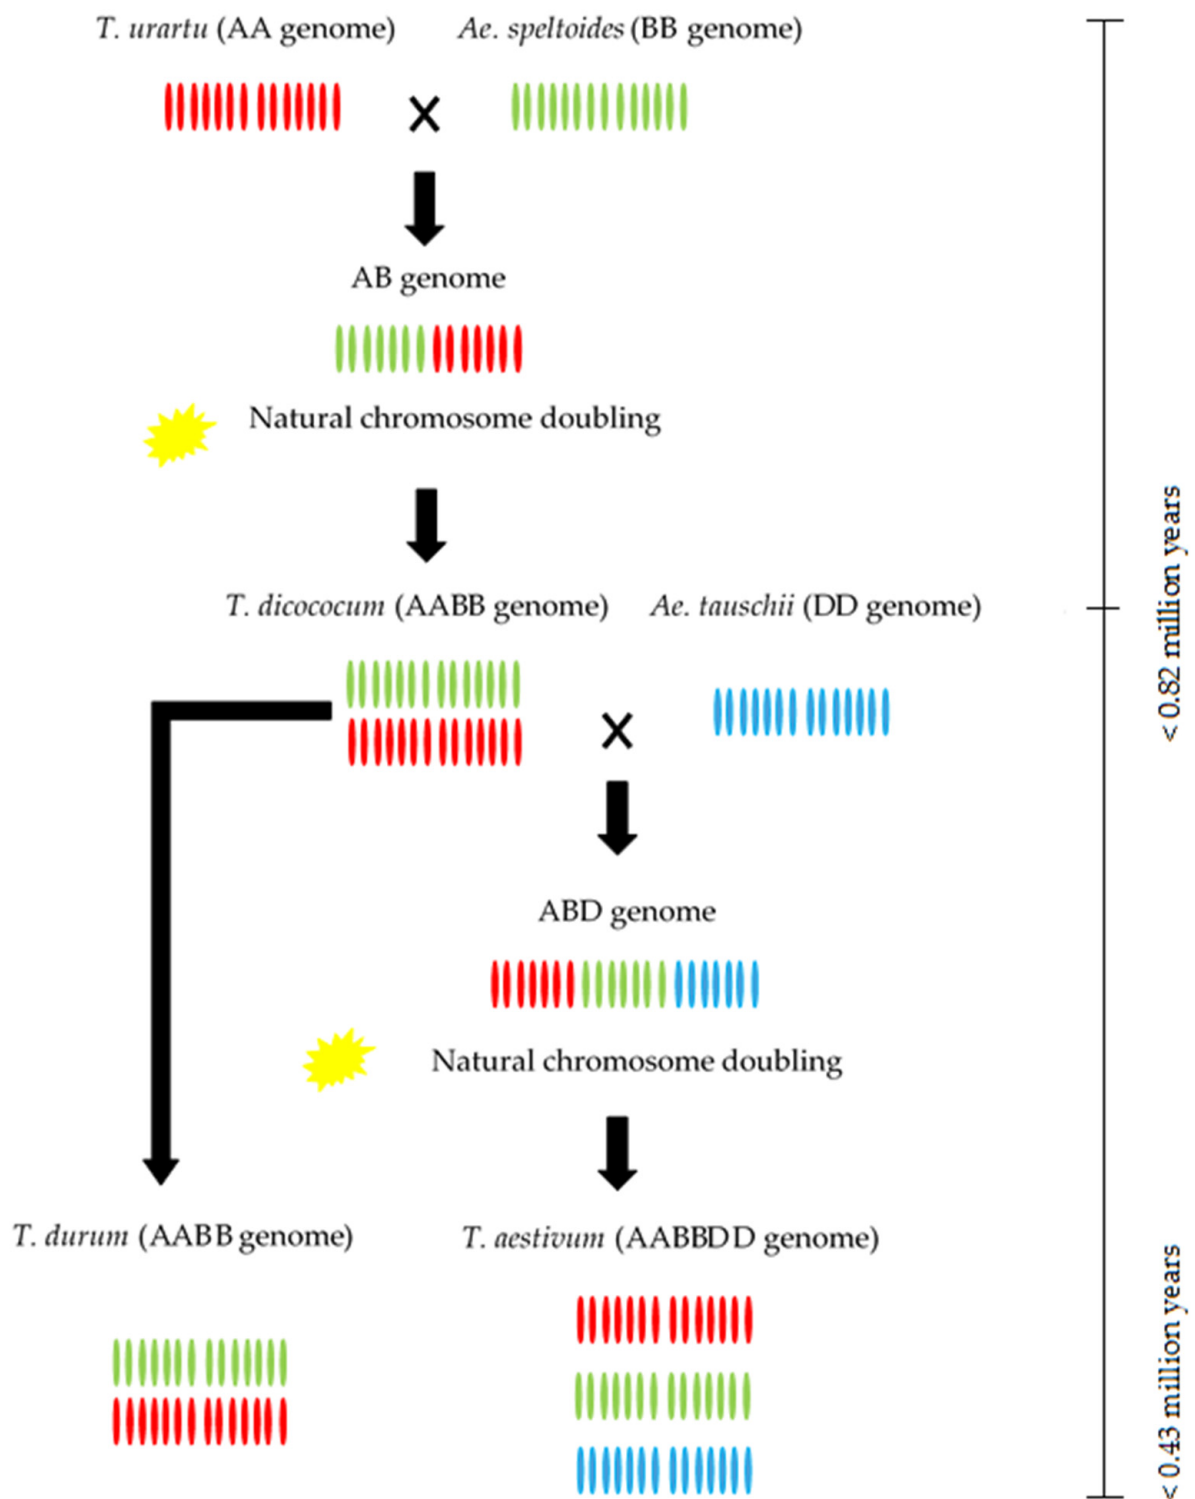 T. urartu (AA genome) Ae. speltoides (BB genome)
AB genome
Natural chromosome doubling
T. dicococum (AABB genome) Ae. tauschii (DD genome)
< 0.82 million years
ABD genome
Natural chromosome doubling
T. durum (AABB genome) T. aestivum (AABBDD genome)
< 0.43 million years